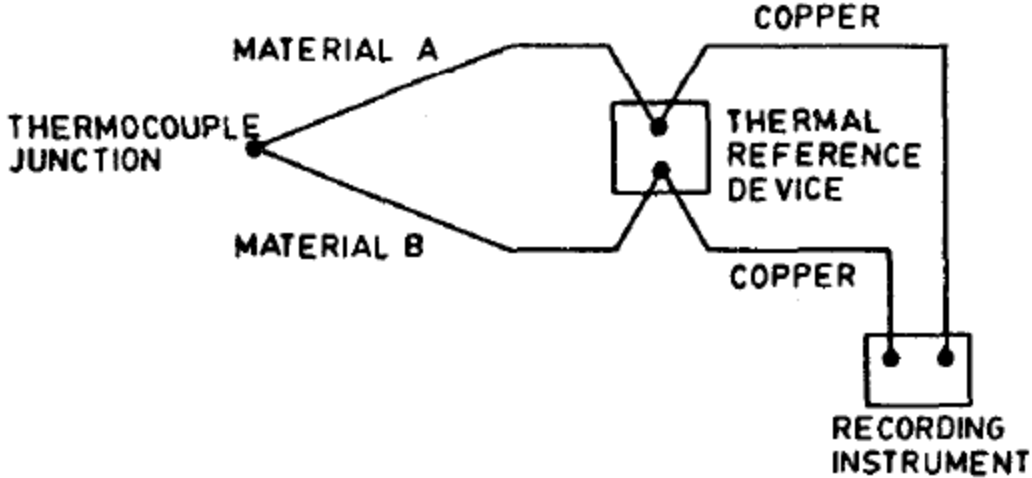 COPPER
MATERIAL A
THERMOCOUPLE
JUNCTION
THERMAL
REFERENCE
DEVICE
MATERIAL B
COPPER
RECORDING
INSTRUMENT